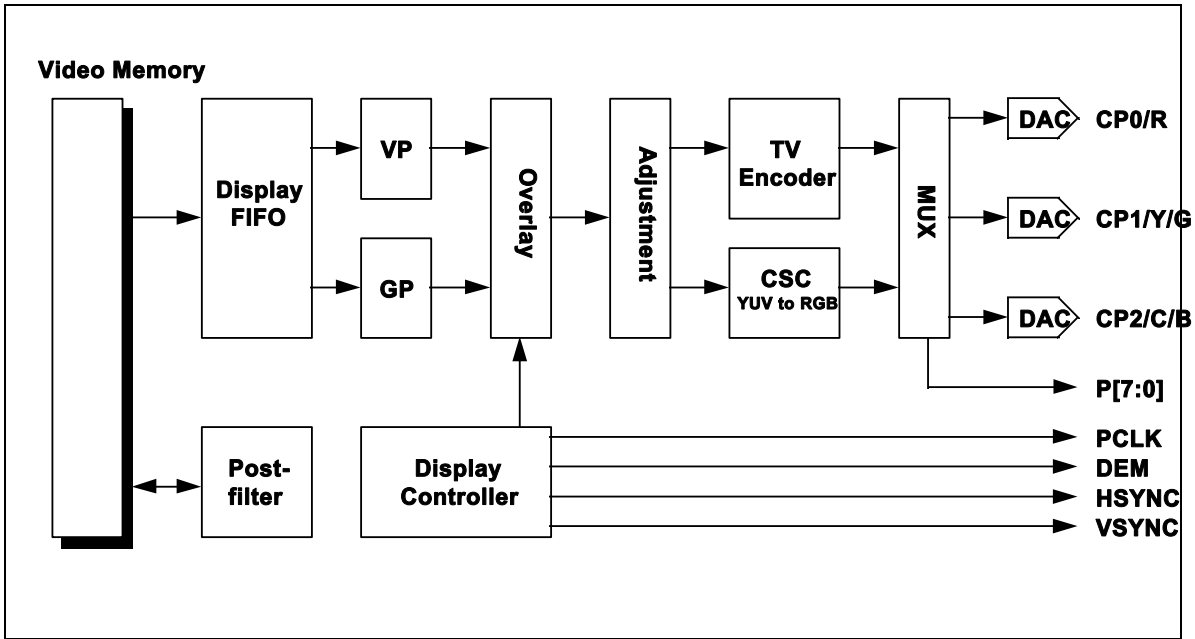 Video Memory
Display
FIFO
VP
GP
Overlay
Adjustment
TV
Encoder
CSC
YUV to RGB
MUX
DAC
CP0/R
DAC
CP1/Y/G
DAC
CP2/C/B
P[7:0]
Post-
filter
Display
Controller
PCLK
DEM
HSYNC
VSYNC